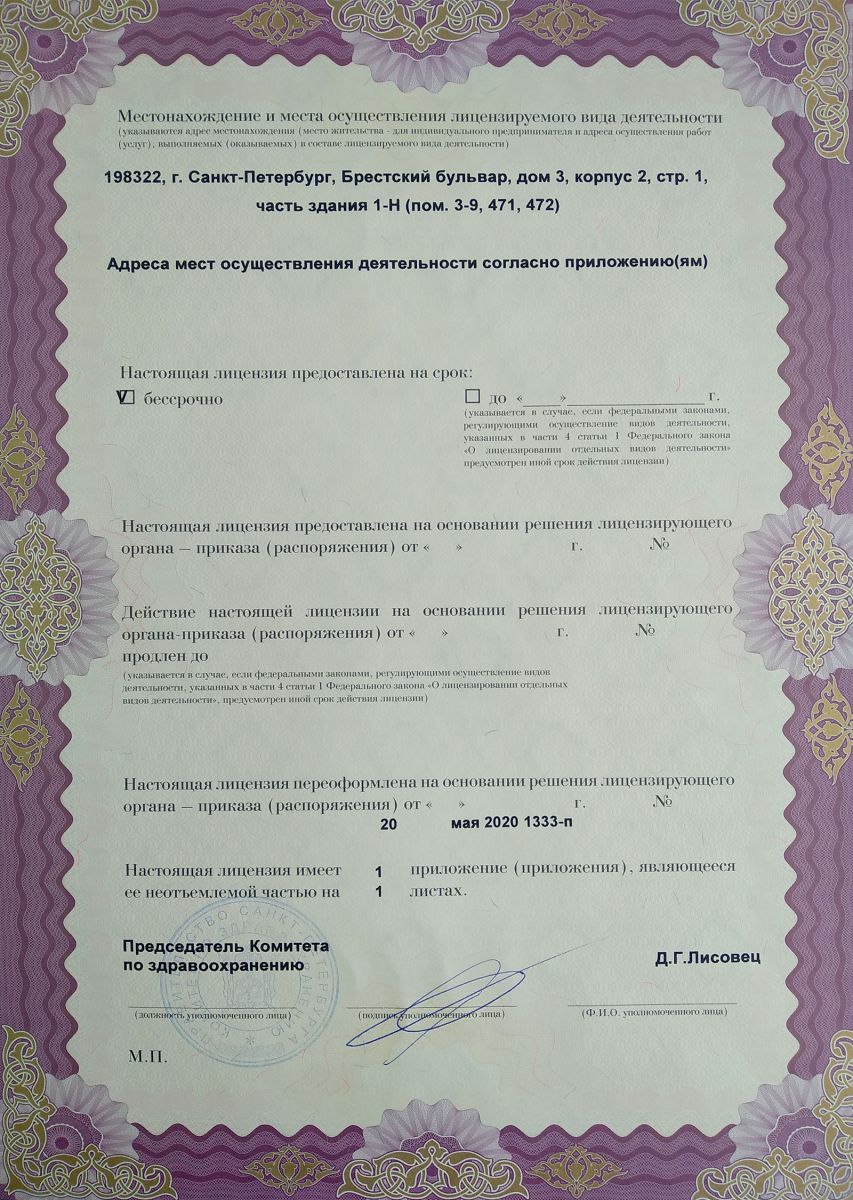 Местонахождение и места осуществления лицензируемого вида деятельности
(указываются адрес местонахождения (место жительства - для индивидуального предпринимателя и адреса осуществления работ
(услуг), выполняемых (оказываемых) в составе лицензируемого вида деятельности)
198322, г. Санкт-Петербург, Брестский бульвар, дом 3, корпус 2, стр. 1,
часть здания 1-Н (пом. 3-9, 471, 472)
Адреса мест осуществления деятельности согласно приложению(ям)
Настоящая лицензия предоставлена на срок:
V бессрочно
до «____»____________________ г.
(указывается в случае, если федеральными законами,
регулирующими осуществление видов деятельности,
указанных в части 4 статьи 1 Федерального закона
«О лицензировании отдельных видов деятельности»
предусмотрен иной срок действия лицензии)
Настоящая лицензия предоставлена на основании решения лицензирующего
органа — приказа (распоряжения) от « » г. №
Действие настоящей лицензии на основании решения лицензирующего
органа-приказа (распоряжения) от « » г. №
продлен до
(указывается в случае, если федеральными законами, регулирующими осуществление видов
деятельности, указанных в части 4 статьи 1 Федерального закона «О лицензировании отдельных
видов деятельности», предусмотрен иной срок действия лицензии)
Настоящая лицензия переоформлена на основании решения лицензирующего
органа — приказа (распоряжения) от « » г. №
20 мая 2020 1333-п
Настоящая лицензия имеет 1 приложение (приложения), являющееся
ее неотъемлемой частью на 1 листах.
Председатель Комитета
по здравоохранению
Д.Г.Лисовец
(должность уполномоченного лица)
(подпись уполномоченного лица)
(Ф.И.О. уполномоченного лица)
М.П.